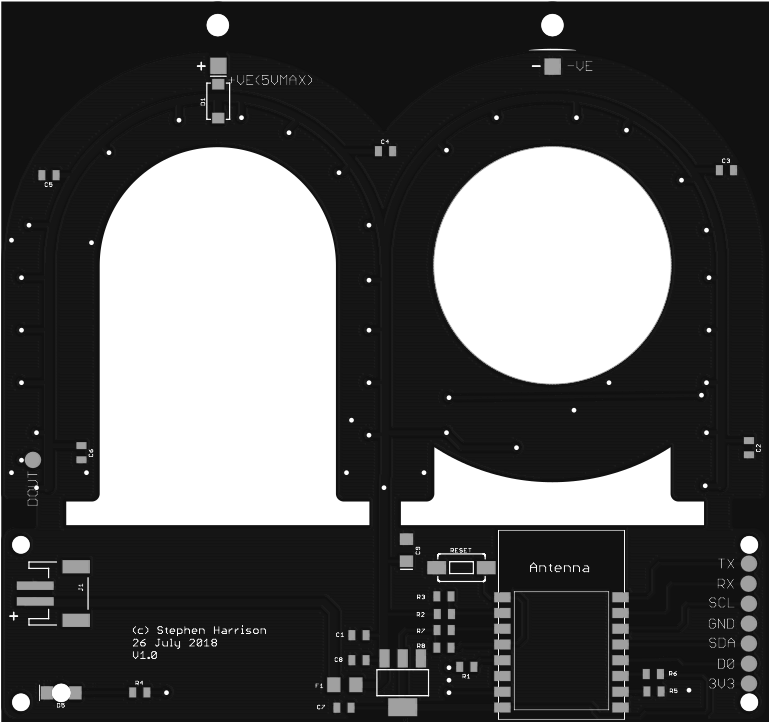 +
+VE(5VMAX)
D1
- -VE
C4
C3
C5
C6
C2
DOUT
C9
RESET
Antenna
TX
RX
SCL
GND
SDA
D0
3V3
J1
+
R3
R2
R7
R8
(c) Stephen Harrison
26 July 2018
V1.0
C1
C8
R1
F1
C7
R4
D5
R6
R5